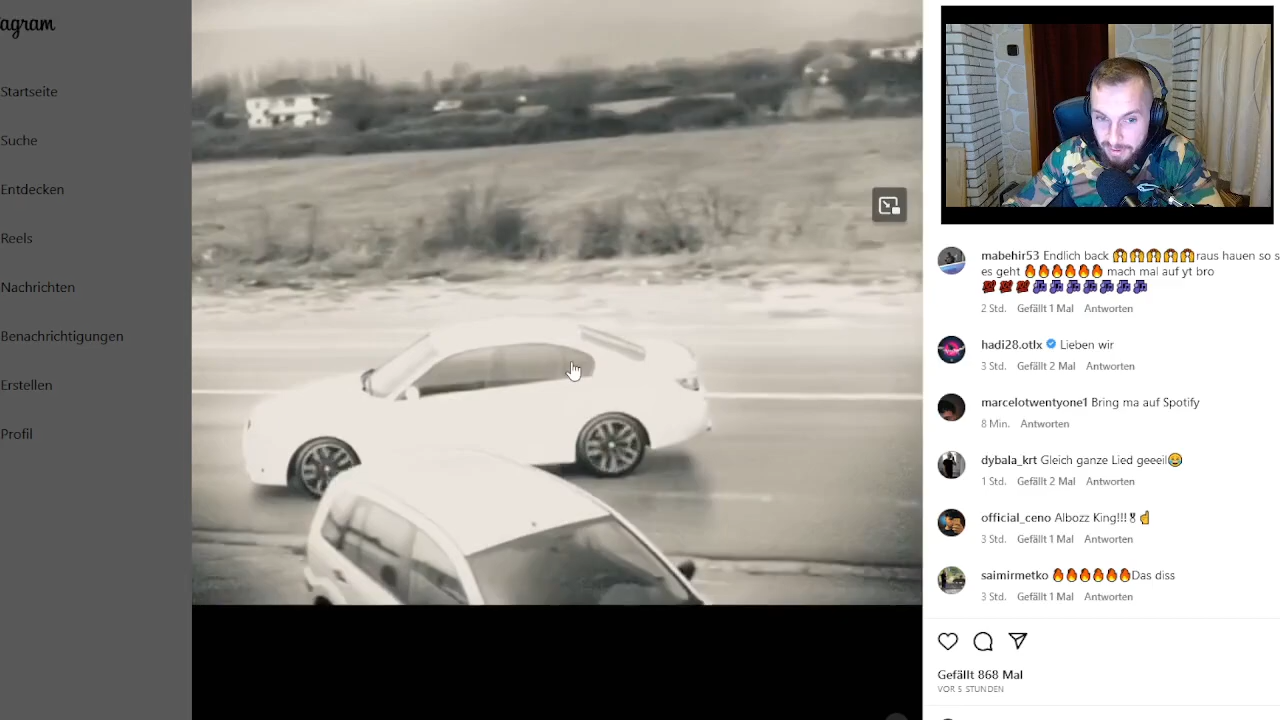 agram
Startseite
Suche
Entdecken
Reels
Nachrichten
Benachrichtigungen
Erstellen
Profil
mabehir53 Endlich back 🙌🙌🙌🙌🙌raus hauen so s
es geht 🔥🔥🔥🔥🔥🔥 mach mal auf yt bro
2 Std. Gefällt 1 Mal Antworten
hadi28.otlx Lieben wir
3 Std. Gefällt 2 Mal Antworten
marcelotwentyone1 Bring ma auf Spotify
8 Min. Antworten
dybala_krt Gleich ganze Lied geeeil😂
1 Std. Gefällt 2 Mal Antworten
official_ceno Albozz King!!!🎖☝
3 Std. Gefällt 1 Mal Antworten
saimirmetko 🔥🔥🔥🔥🔥🔥Das diss
3 Std. Gefällt 1 Mal Antworten
Gefällt 868 Mal
VOR 5 STUNDEN